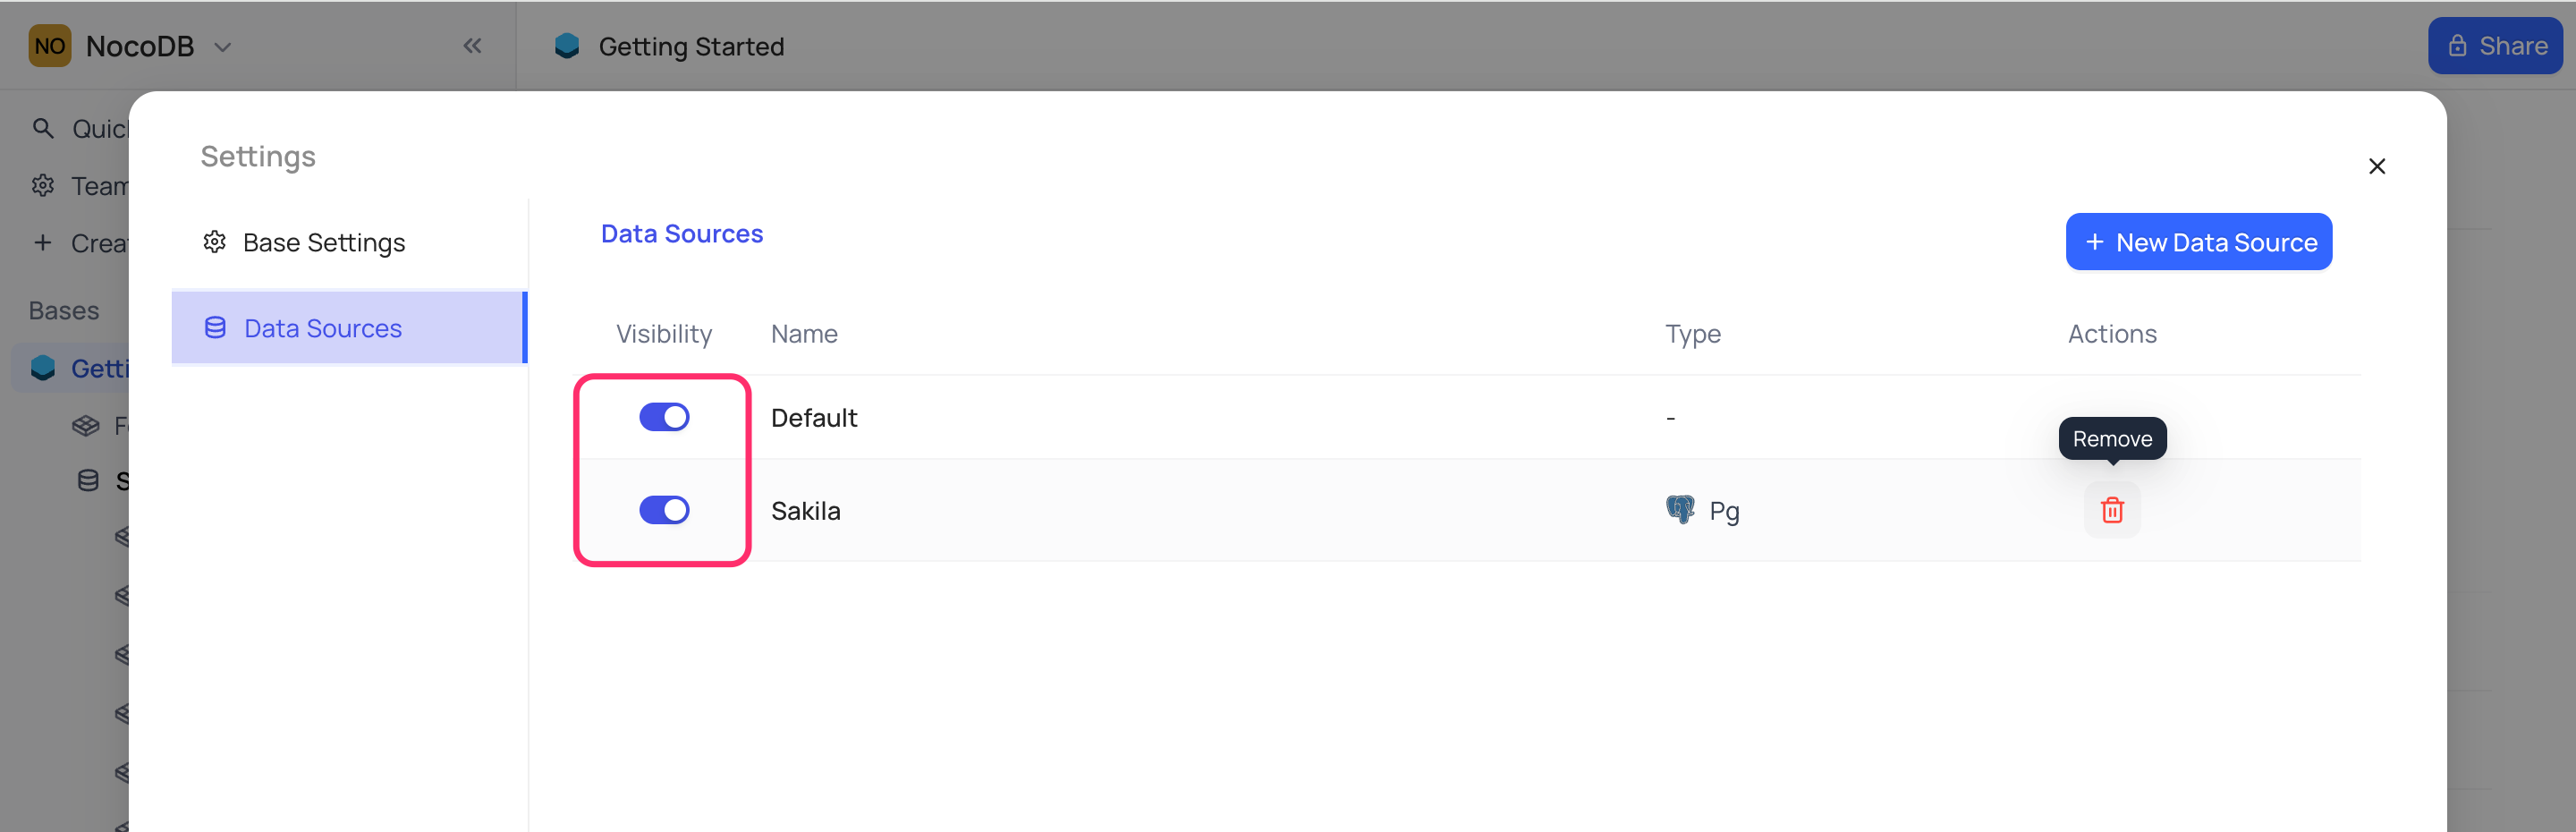 NO NocoDB
Getting Started
Share
Quic
Team
Crea
Bases
Getti
F
S
Settings
Base Settings
Data Sources
Data Sources
+ New Data Source
Visibility Name Type Actions
Default -
Remove
Sakila Pg